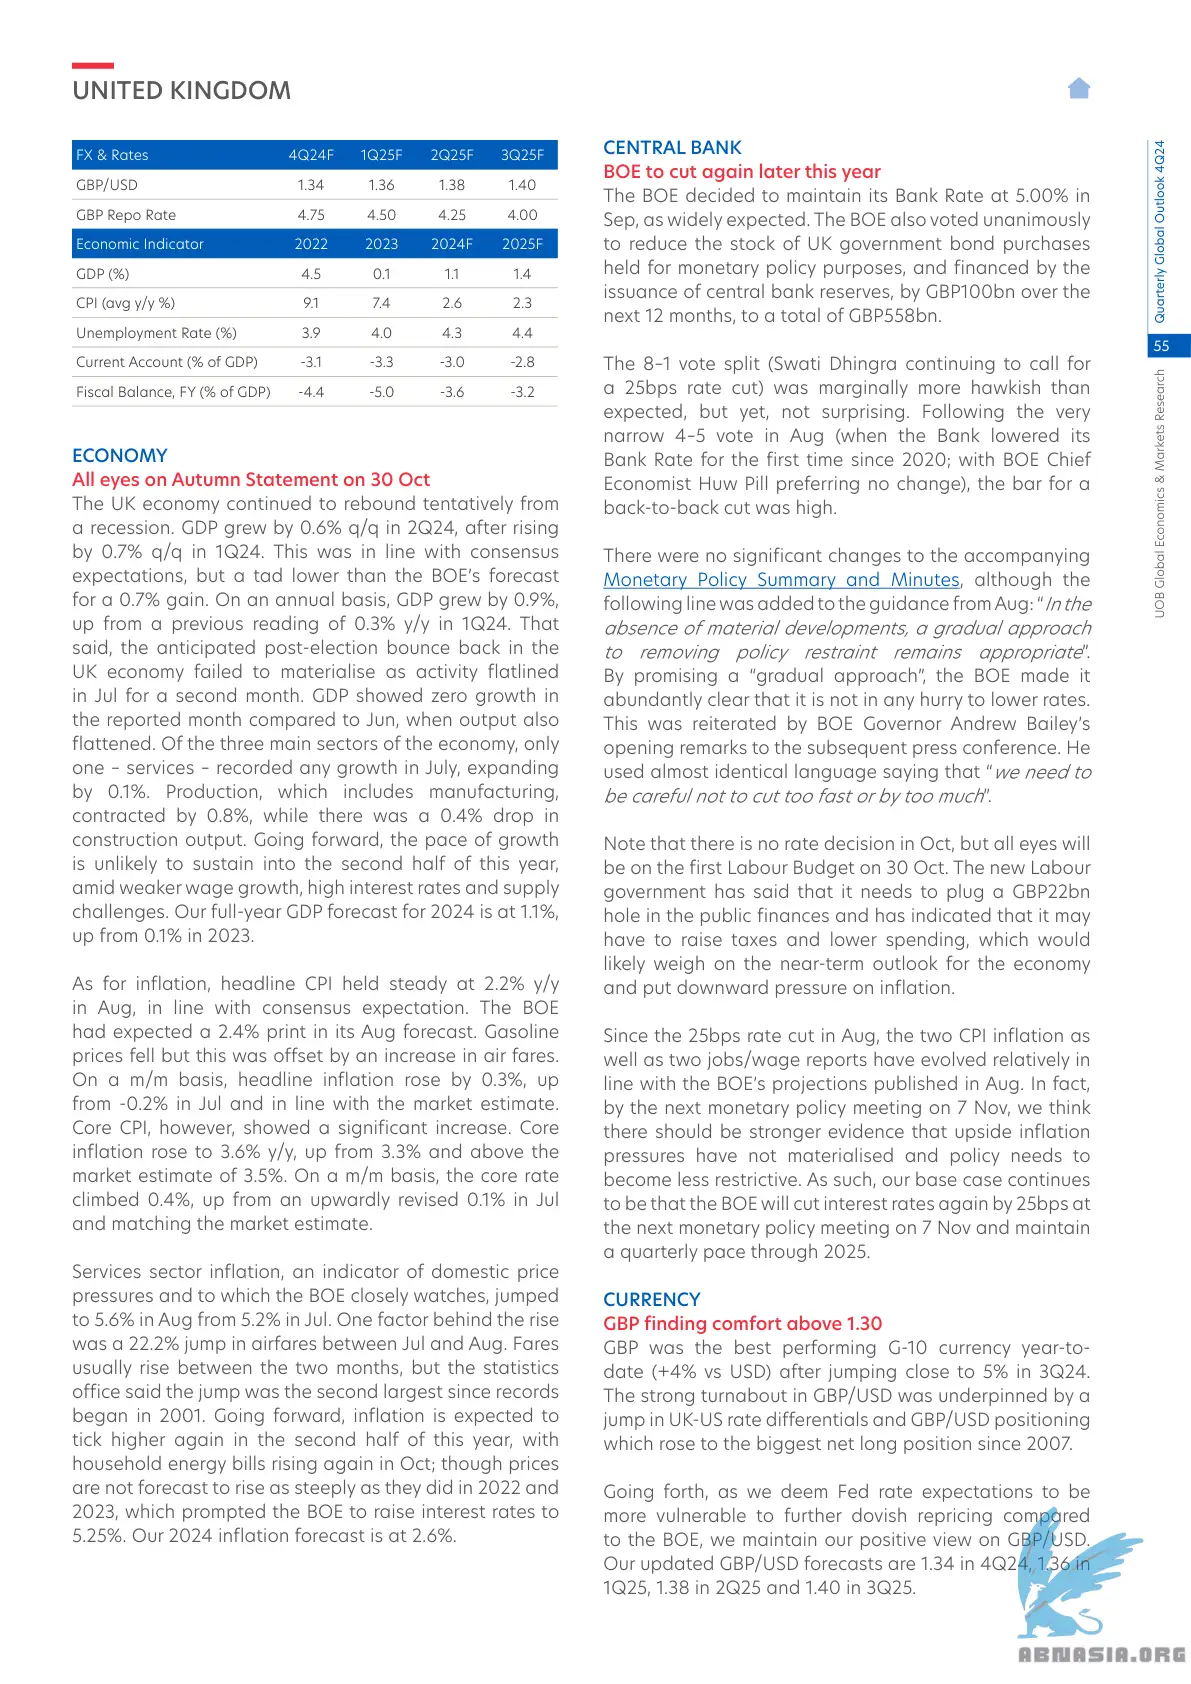 UNITED KINGDOM
FX & Rates 4Q24F 1Q25F 2Q25F 3Q25F
GBP/USD 1.34 1.36 1.38 1.40
GBP Repo Rate 4.75 4.50 4.25 4.00
Economic Indicator 2022 2023 2024F 2025F
GDP (%) 4.5 0.1 1.1 1.4
CPI (avg y/y %) 9.1 7.4 2.6 2.3
Unemployment Rate (%) 3.9 4.0 4.3 4.4
Current Account (% of GDP) -3.1 -3.3 -3.0 -2.8
Fiscal Balance, FY (% of GDP) -4.4 -5.0 -3.6 -3.2
ECONOMY
All eyes on Autumn Statement on 30 Oct
The UK economy continued to rebound tentatively from
a recession. GDP grew by 0.6% q/q in 2Q24, after rising
by 0.7% q/q in 1Q24. This was in line with consensus
expectations, but a tad lower than the BOE’s forecast
for a 0.7% gain. On an annual basis, GDP grew by 0.9%,
up from a previous reading of 0.3% y/y in 1Q24. That
said, the anticipated post-election bounce back in the
UK economy failed to materialise as activity flatlined
in Jul for a second month. GDP showed zero growth in
the reported month compared to Jun, when output also
flattened. Of the three main sectors of the economy, only
one – services – recorded any growth in July, expanding
by 0.1%. Production, which includes manufacturing,
contracted by 0.8%, while there was a 0.4% drop in
construction output. Going forward, the pace of growth
is unlikely to sustain into the second half of this year,
amid weaker wage growth, high interest rates and supply
challenges. Our full-year GDP forecast for 2024 is at 1.1%,
up from 0.1% in 2023.
As for inflation, headline CPI held steady at 2.2% y/y
in Aug, in line with consensus expectation. The BOE
had expected a 2.4% print in its Aug forecast. Gasoline
prices fell but this was offset by an increase in air fares.
On a m/m basis, headline inflation rose by 0.3%, up
from -0.2% in Jul and in line with the market estimate.
Core CPI, however, showed a significant increase. Core
inflation rose to 3.6% y/y, up from 3.3% and above the
market estimate of 3.5%. On a m/m basis, the core rate
climbed 0.4%, up from an upwardly revised 0.1% in Jul
and matching the market estimate.
Services sector inflation, an indicator of domestic price
pressures and to which the BOE closely watches, jumped
to 5.6% in Aug from 5.2% in Jul. One factor behind the rise
was a 22.2% jump in airfares between Jul and Aug. Fares
usually rise between the two months, but the statistics
office said the jump was the second largest since records
began in 2001. Going forward, inflation is expected to
tick higher again in the second half of this year, with
household energy bills rising again in Oct; though prices
are not forecast to rise as steeply as they did in 2022 and
2023, which prompted the BOE to raise interest rates to
5.25%. Our 2024 inflation forecast is at 2.6%.
CENTRAL BANK
BOE to cut again later this year
The BOE decided to maintain its Bank Rate at 5.00% in
Sep, as widely expected. The BOE also voted unanimously
to reduce the stock of UK government bond purchases
held for monetary policy purposes, and financed by the
issuance of central bank reserves, by GBP100bn over the
next 12 months, to a total of GBP558bn.
The 8–1 vote split (Swati Dhingra continuing to call for
a 25bps rate cut) was marginally more hawkish than
expected, but yet, not surprising. Following the very
narrow 4–5 vote in Aug (when the Bank lowered its
Bank Rate for the first time since 2020; with BOE Chief
Economist Huw Pill preferring no change), the bar for a
back-to-back cut was high.
There were no significant changes to the accompanying
Monetary Policy Summary and Minutes, although the
following line was added to the guidance from Aug: “In the
absence of material developments, a gradual approach
to removing policy restraint remains appropriate”.
By promising a “gradual approach”, the BOE made it
abundantly clear that it is not in any hurry to lower rates.
This was reiterated by BOE Governor Andrew Bailey’s
opening remarks to the subsequent press conference. He
used almost identical language saying that “we need to
be careful not to cut too fast or by too much”.
Note that there is no rate decision in Oct, but all eyes will
be on the first Labour Budget on 30 Oct. The new Labour
government has said that it needs to plug a GBP22bn
hole in the public finances and has indicated that it may
have to raise taxes and lower spending, which would
likely weigh on the near-term outlook for the economy
and put downward pressure on inflation.
Since the 25bps rate cut in Aug, the two CPI inflation as
well as two jobs/wage reports have evolved relatively in
line with the BOE’s projections published in Aug. In fact,
by the next monetary policy meeting on 7 Nov, we think
there should be stronger evidence that upside inflation
pressures have not materialised and policy needs to
become less restrictive. As such, our base case continues
to be that the BOE will cut interest rates again by 25bps at
the next monetary policy meeting on 7 Nov and maintain
a quarterly pace through 2025.
CURRENCY
GBP finding comfort above 1.30
GBP was the best performing G-10 currency year-to-
date (+4% vs USD) after jumping close to 5% in 3Q24.
The strong turnabout in GBP/USD was underpinned by a
jump in UK-US rate differentials and GBP/USD positioning
which rose to the biggest net long position since 2007.
Going forth, as we deem Fed rate expectations to be
more vulnerable to further dovish repricing compared
to the BOE, we maintain our positive view on GBP/USD.
Our updated GBP/USD forecasts are 1.34 in 4Q24, 1.36 in
1Q25, 1.38 in 2Q25 and 1.40 in 3Q25.
Quarterly Global Outlook 4Q24
55
UOB Global Economics & Markets Research
ABNASIA.ORG